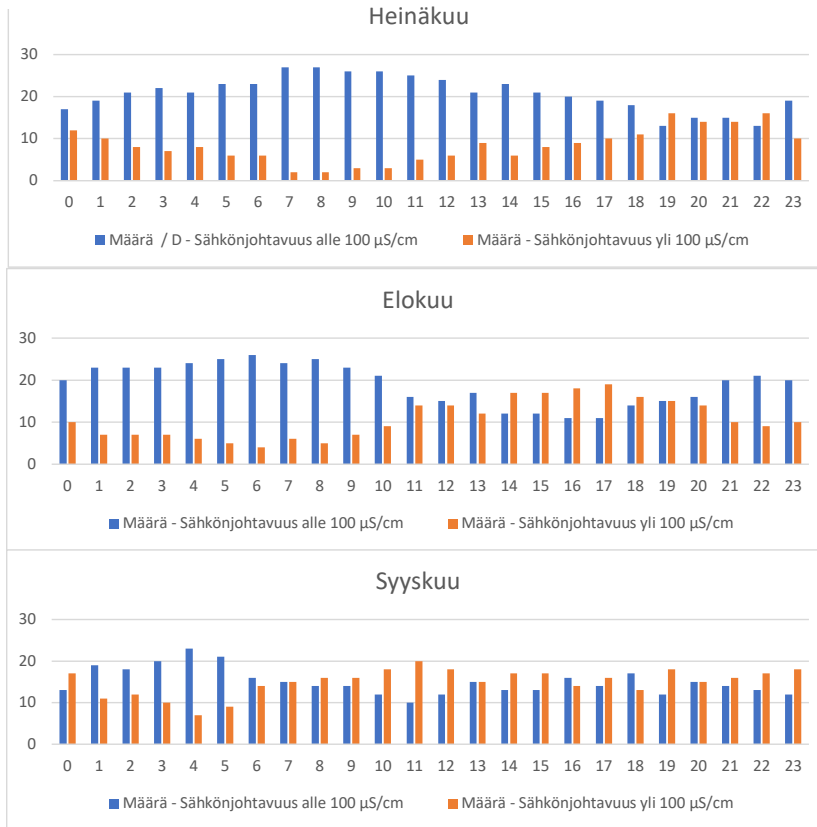 Heinäkuu
30
20
10
0
0 1 2 3 4 5 6 7 8 9 10 11 12 13 14 15 16 17 18 19 20 21 22 23
Määrä / D - Sähkönjohtavuus alle 100 µS/cm Määrä - Sähkönjohtavuus yli 100 µS/cm
Elokuu
30
20
10
0
0 1 2 3 4 5 6 7 8 9 10 11 12 13 14 15 16 17 18 19 20 21 22 23
Määrä - Sähkönjohtavuus alle 100 µS/cm Määrä - Sähkönjohtavuus yli 100 µS/cm
Syyskuu
30
20
10
0
0 1 2 3 4 5 6 7 8 9 10 11 12 13 14 15 16 17 18 19 20 21 22 23
Määrä - Sähkönjohtavuus alle 100 µS/cm Määrä - Sähkönjohtavuus yli 100 µS/cm